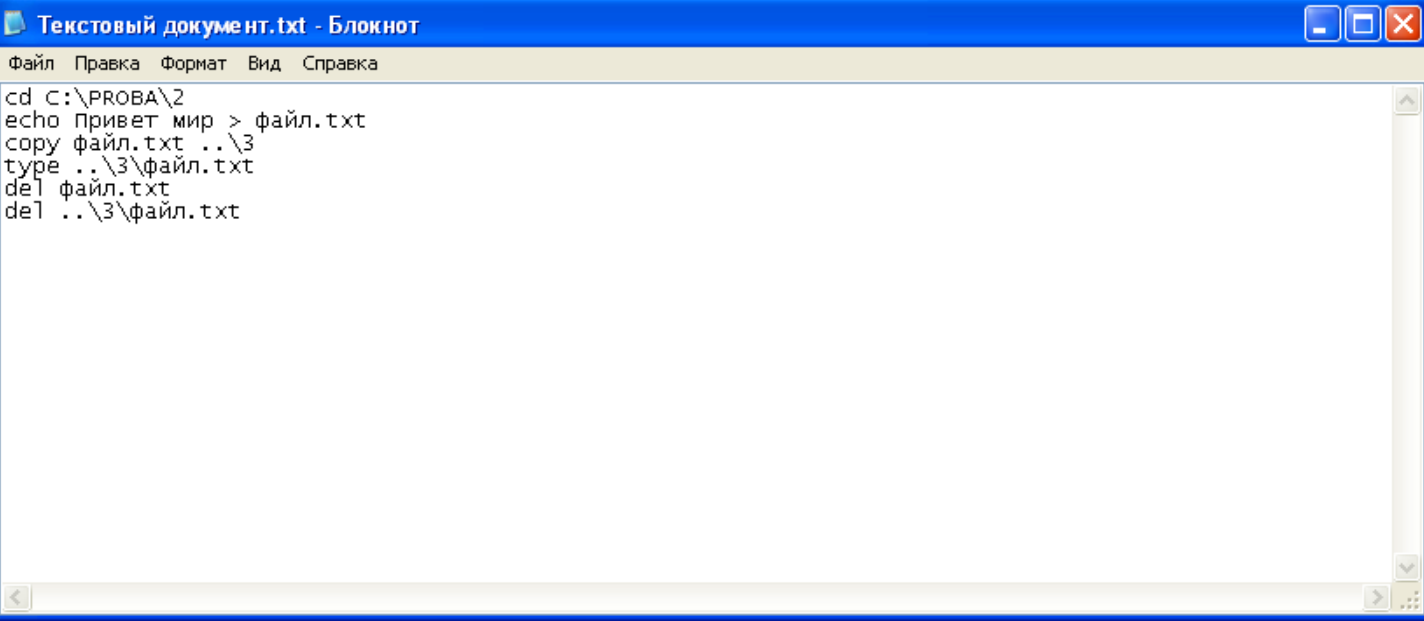 Текстовый документ.txt - Блокнот
Файл Правка Формат Вид Справка
cd C:\PROBA\2
echo Привет мир > файл.txt
copy файл.txt ..\3
type ..\3\файл.txt
del файл.txt
del ..\3\файл.txt